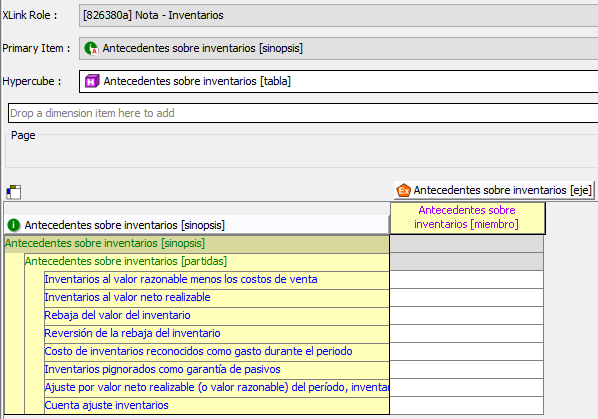 XLink Role : [826380a] Nota - Inventarios
Primary Item : Antecedentes sobre inventarios [sinopsis]
Hypercube : Antecedentes sobre inventarios [tabla]
Drop a dimension item here to add
Page
Antecedentes sobre inventarios [eje]
Antecedentes sobre inventarios [sinopsis]
Antecedentes sobre
inventarios [miembro]
Antecedentes sobre inventarios [sinopsis]
Antecedentes sobre inventarios [partidas]
Inventarios al valor razonable menos los costos de venta
Inventarios al valor neto realizable
Rebaja del valor del inventario
Reversión de la rebaja del inventario
Costo de inventarios reconocidos como gasto durante el periodo
Inventarios pignorados como garantía de pasivos
Ajuste por valor neto realizable (o valor razonable) del período, inventar
Cuenta ajuste inventarios